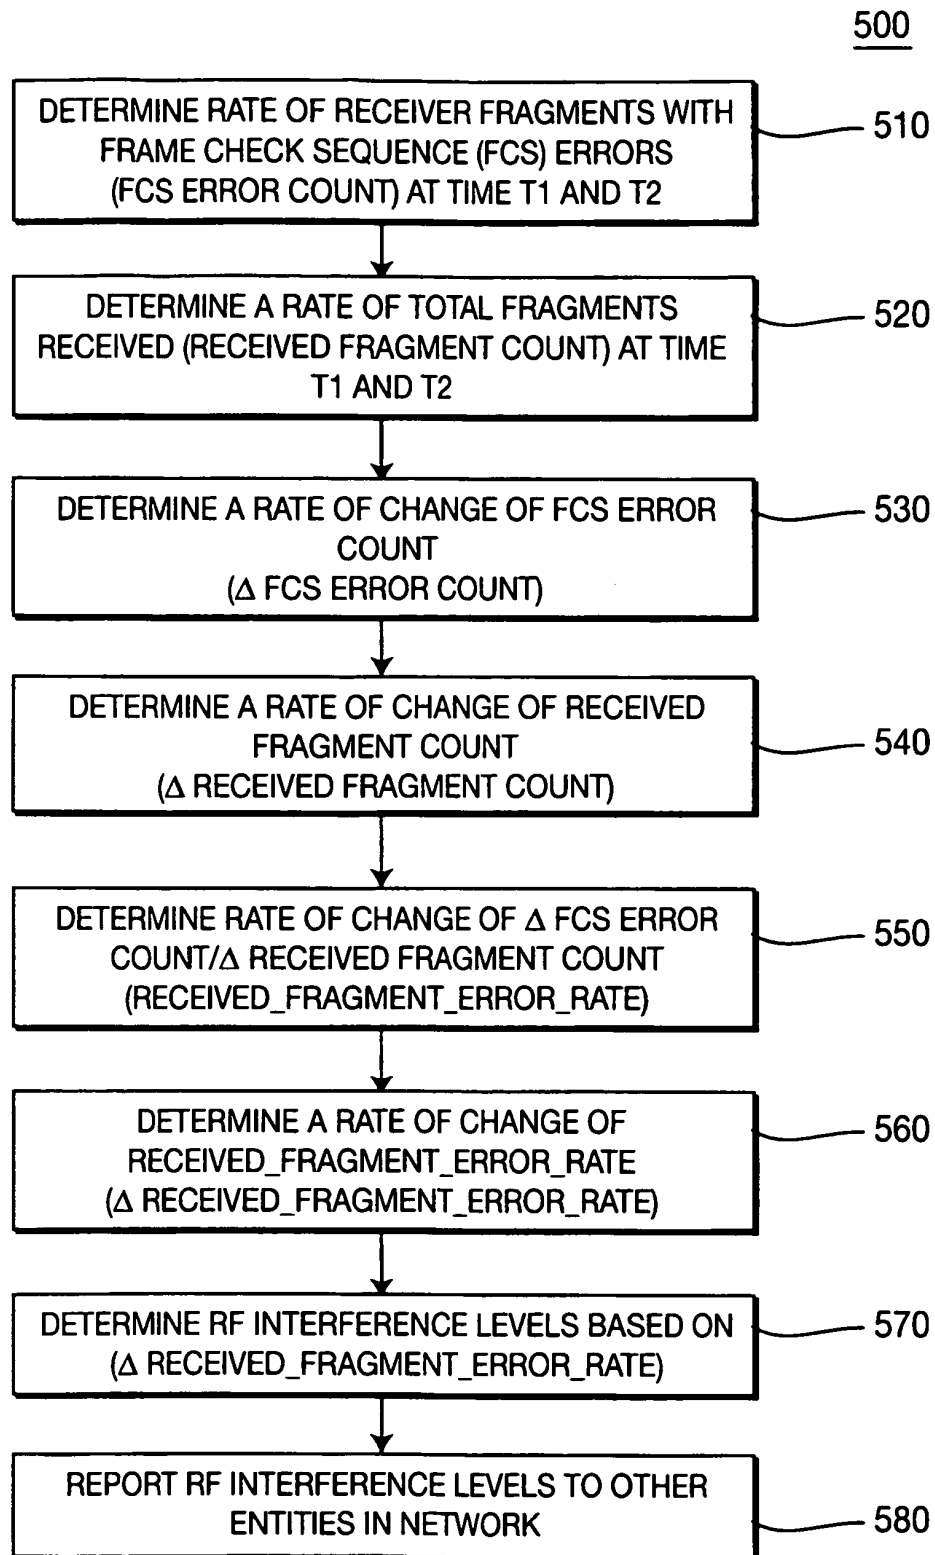 500
DETERMINE RATE OF RECEIVER FRAGMENTS WITH
FRAME CHECK SEQUENCE (FCS) ERRORS
(FCS ERROR COUNT) AT TIME T1 AND T2
510
DETERMINE A RATE OF TOTAL FRAGMENTS
RECEIVED (RECEIVED FRAGMENT COUNT) AT TIME
T1 AND T2
520
DETERMINE A RATE OF CHANGE OF FCS ERROR
COUNT
(Δ FCS ERROR COUNT)
530
DETERMINE A RATE OF CHANGE OF RECEIVED
FRAGMENT COUNT
(Δ RECEIVED FRAGMENT COUNT)
540
DETERMINE RATE OF CHANGE OF Δ FCS ERROR
COUNT/Δ RECEIVED FRAGMENT COUNT
(RECEIVED_FRAGMENT_ERROR_RATE)
550
DETERMINE A RATE OF CHANGE OF
RECEIVED_FRAGMENT_ERROR_RATE
(Δ RECEIVED_FRAGMENT_ERROR_RATE)
560
DETERMINE RF INTERFERENCE LEVELS BASED ON
(Δ RECEIVED_FRAGMENT_ERROR_RATE)
570
REPORT RF INTERFERENCE LEVELS TO OTHER
ENTITIES IN NETWORK
580